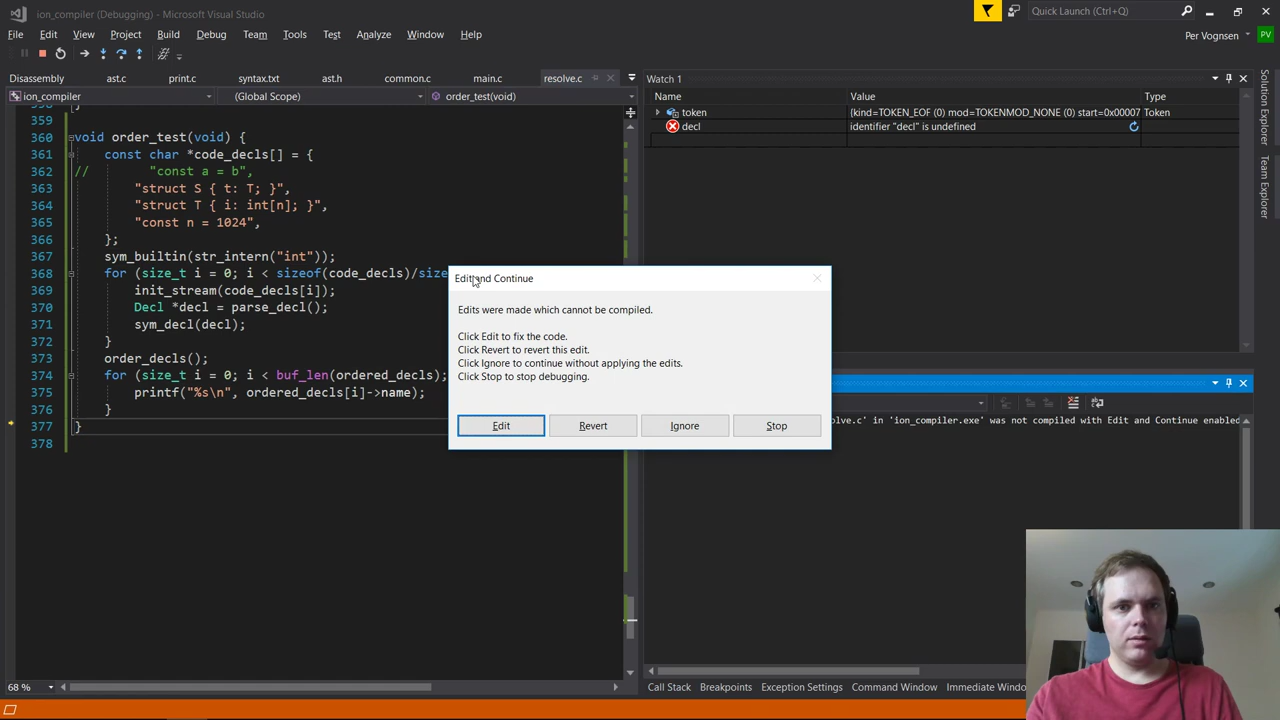 ion_compiler (Debugging) - Microsoft Visual Studio
Quick Launch (Ctrl+Q)
File Edit View Project Build Debug Team Tools Test Analyze Window Help
Per Vognsen PV
Disassembly ast.c print.c syntax.txt ast.h common.c main.c resolve.c
ion_compiler (Global Scope) order_test(void)
359
360 void order_test(void) {
361 const char *code_decls[] = {
362 // "const a = b",
363 "struct S { t: T; }",
364 "struct T { i: int[n]; }",
365 "const n = 1024",
366 };
367 sym_builtin(str_intern("int"));
368 for (size_t i = 0; i < sizeof(code_decls)/size
369 init_stream(code_decls[i]);
370 Decl *decl = parse_decl();
371 sym_decl(decl);
372 }
373 order_decls();
374 for (size_t i = 0; i < buf_len(ordered_decls);
375 printf("%s\n", ordered_decls[i]->name);
376 }
377 }
378
68 %
Watch 1
Name Value Type
token {kind=TOKEN_EOF (0) mod=TOKENMOD_NONE (0) start=0x00007 Token
decl identifier "decl" is undefined
Solution Explorer
Team Explorer
Edit and Continue
Edits were made which cannot be compiled.
Click Edit to fix the code.
Click Revert to revert this edit.
Click Ignore to continue without applying the edits.
Click Stop to stop debugging.
Edit Revert Ignore Stop
olve.c' in 'ion_compiler.exe' was not compiled with Edit and Continue enabled
Call Stack Breakpoints Exception Settings Command Window Immediate Windo